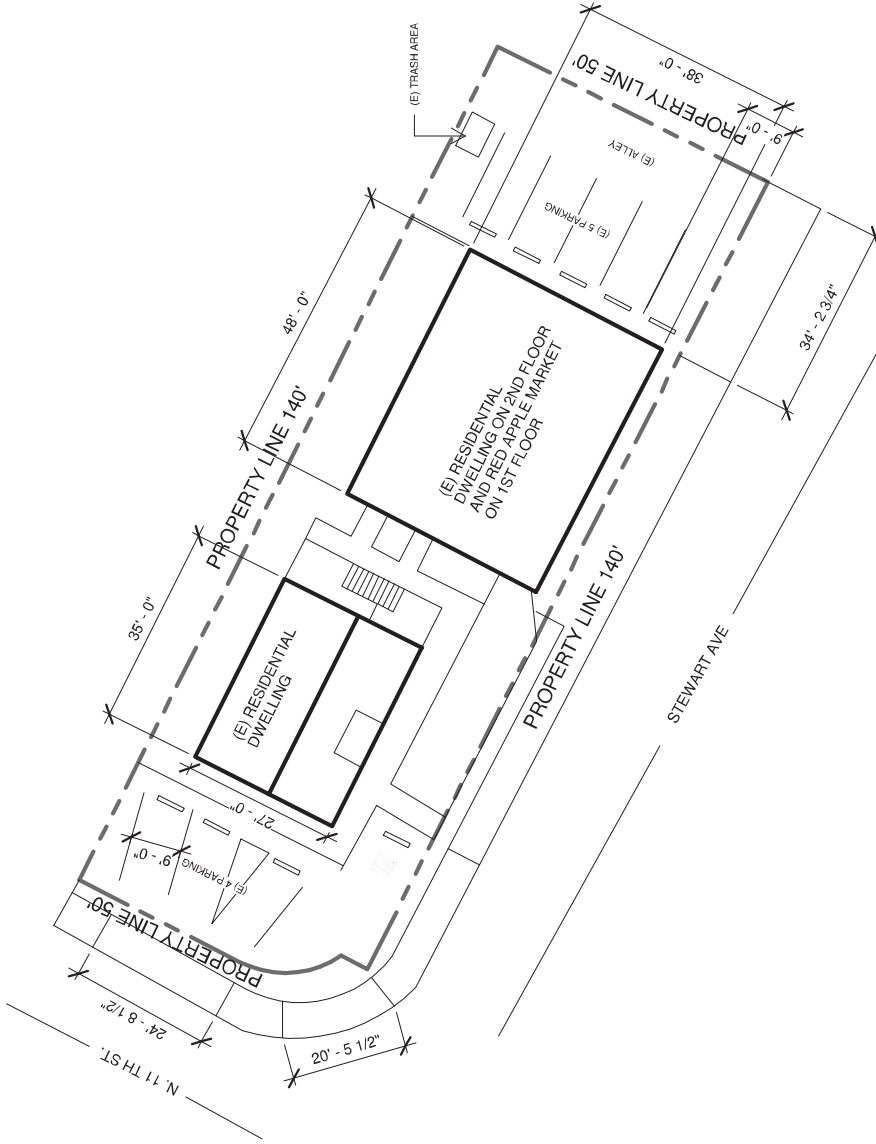 (E) TRASH AREA
PROPERTY LINE 50'
38' - 0"
9' - 0"
(E) ALLEY
(E) 5 PARKING
48' - 0"
34' - 2 3/4"
PROPERTY LINE 140'
(E) RESIDENTIAL
DWELLING ON 2ND FLOOR
AND RED APPLE MARKET
ON 1ST FLOOR
35' - 0"
(E) RESIDENTIAL
DWELLING
PROPERTY LINE 140'
STEWART AVE
27' - 0"
9' - 0"
(E) 4 PARKING
PROPERTY LINE 50'
24' - 8 1/2"
20' - 5 1/2"
N. 11 TH ST.